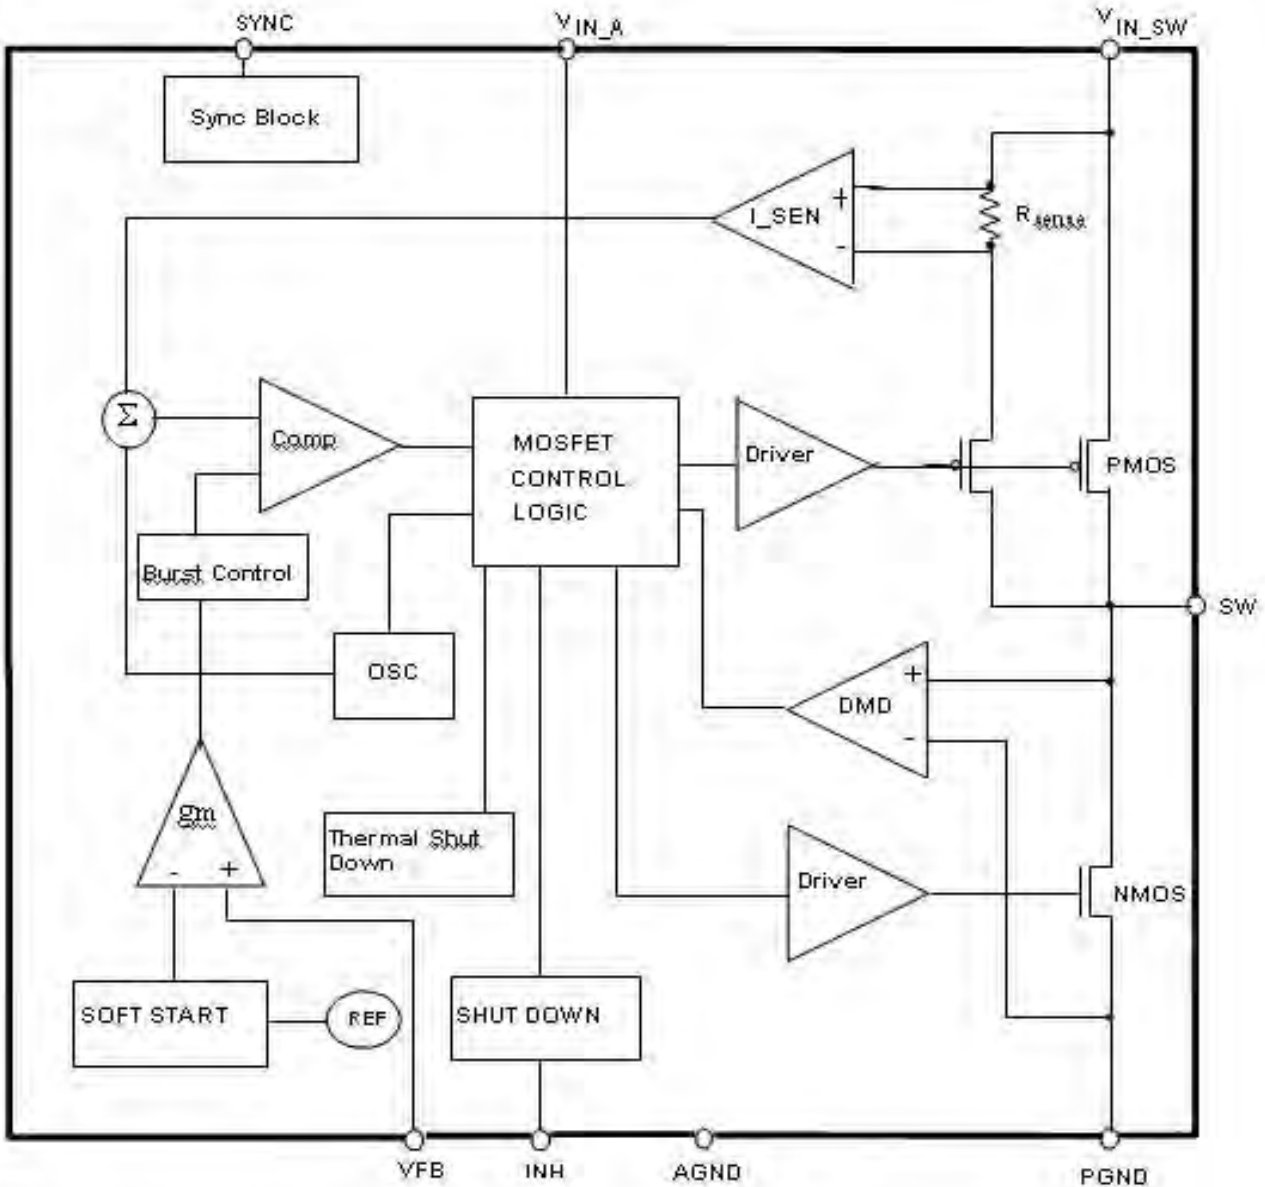 SYNC
VIN_A
VIN_SW
Sync Block
+
I_SEN
-
Rsense
Σ
Comp
MOSFET
CONTROL
LOGIC
Driver
PMOS
Burst Control
SW
OSC
+
DMD
-
gm
- +
Thermal Shut
Down
Driver
NMOS
SOFT START
REF
SHUT DOWN
VFB
INH
AGND
PGND